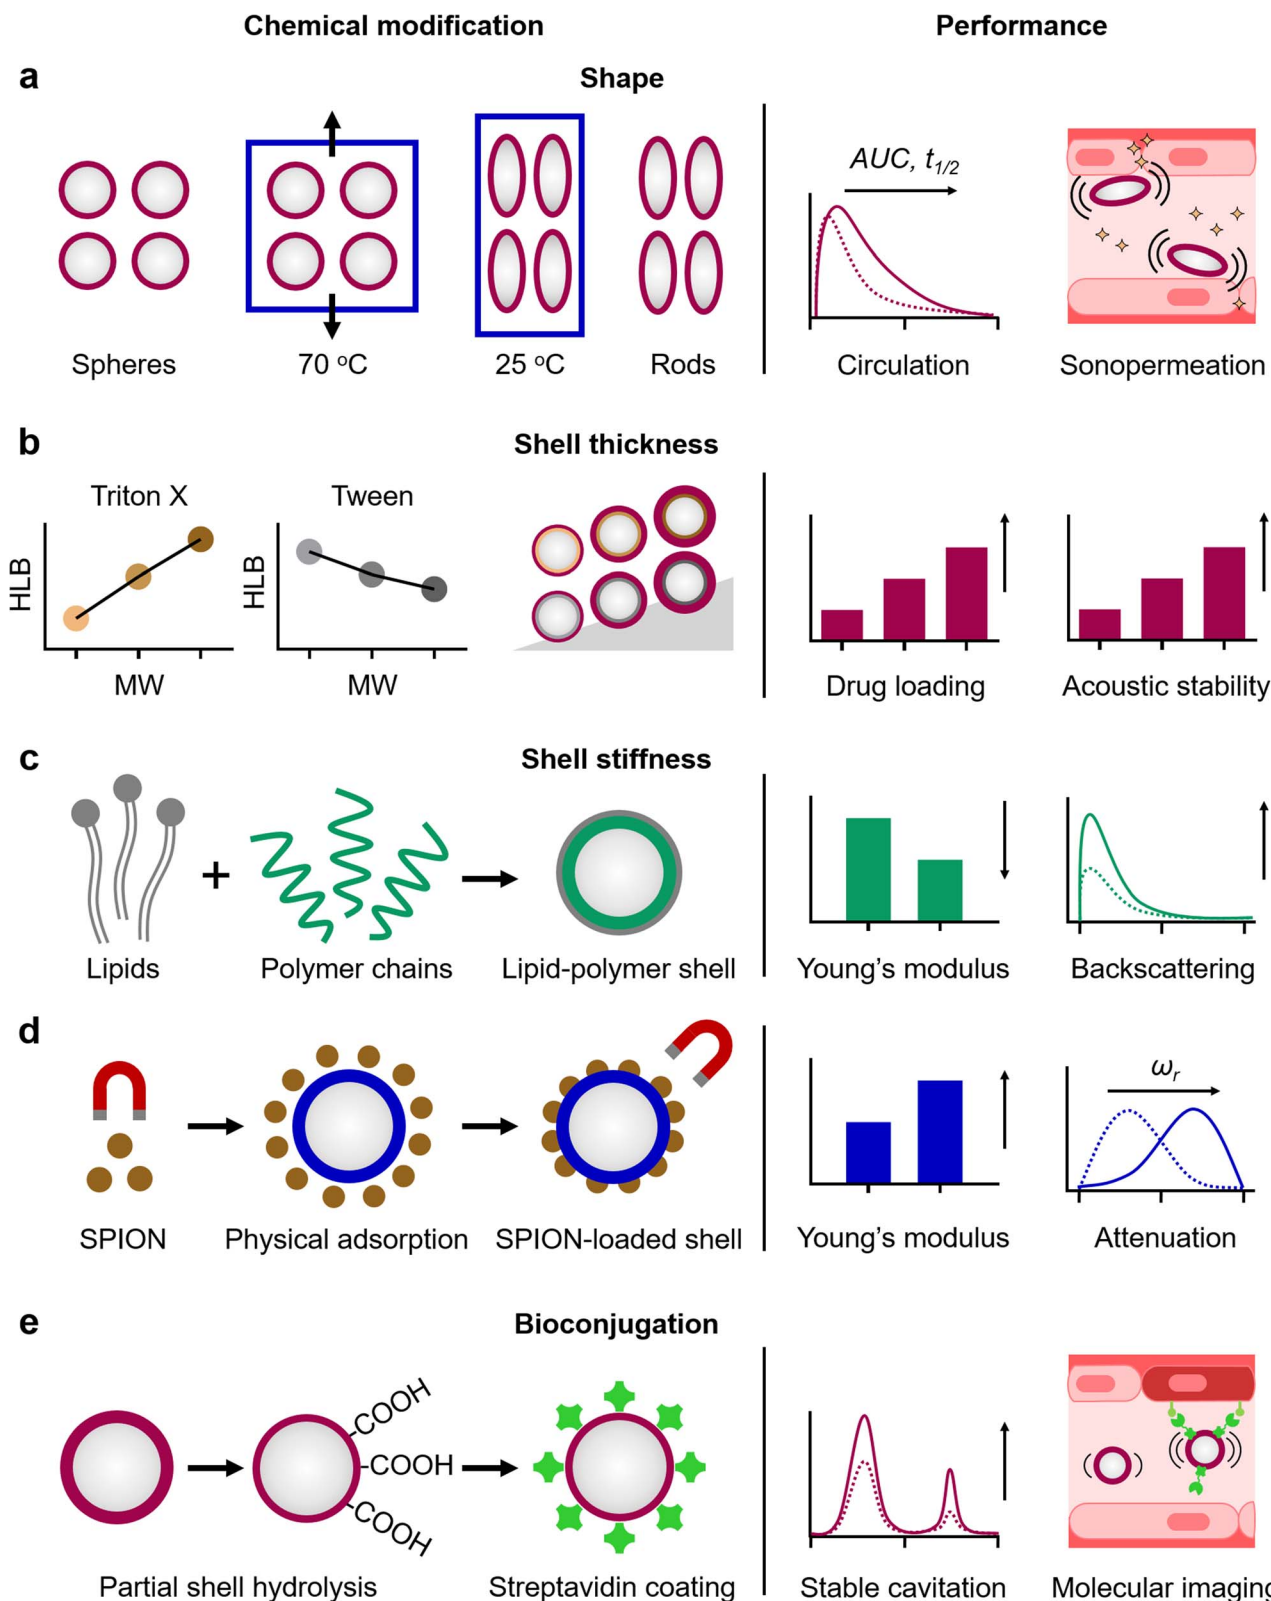 Chemical modification
Performance
a
Shape
AUC, t1/2
Spheres
70 °C
25 °C
Rods
Circulation
Sonopermeation
b
Shell thickness
Triton X
Tween
HLB
HLB
MW
MW
Drug loading
Acoustic stability
c
Shell stiffness
+
Lipids
Polymer chains
Lipid-polymer shell
Young's modulus
Backscattering
d
ωr
SPION
Physical adsorption
SPION-loaded shell
Young's modulus
Attenuation
e
Bioconjugation
-COOH
-COOH
-COOH
Partial shell hydrolysis
Streptavidin coating
Stable cavitation
Molecular imaging